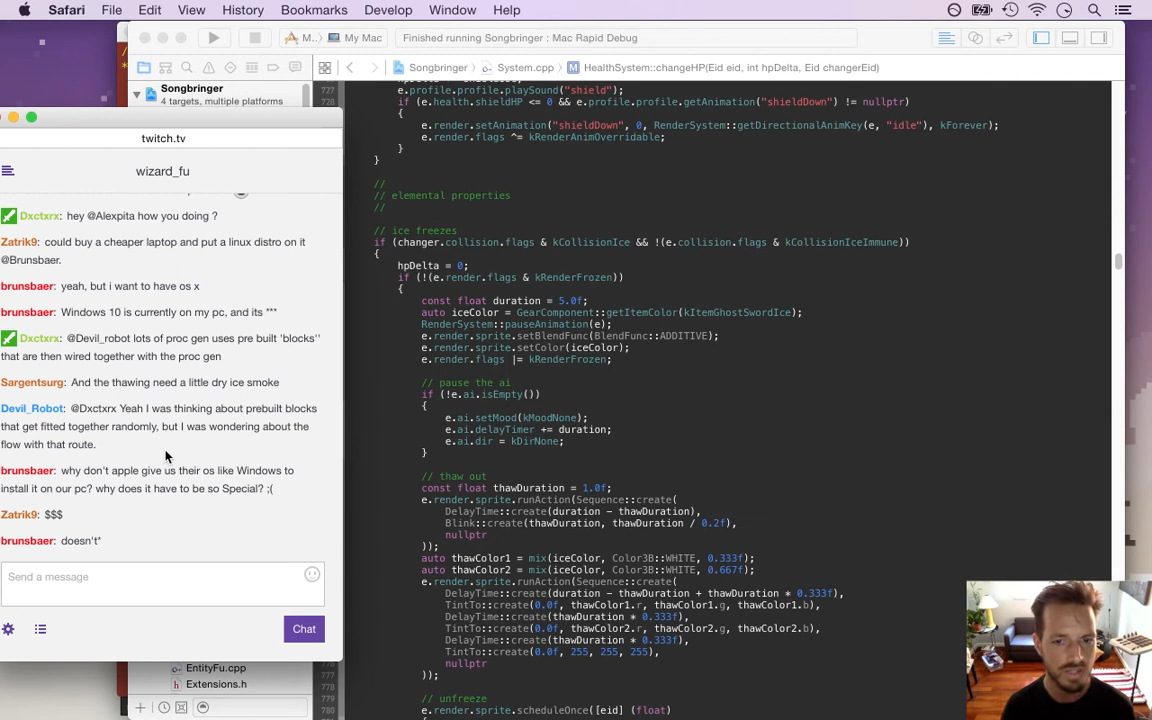 Safari File Edit View History Bookmarks Develop Window Help
M.. My Mac Finished running Songbringer : Mac Rapid Debug
Songbringer System.cpp M HealthSystem::changeHP(Eid eid, int hpDelta, Eid changerEid)
Songbringer
4 targets, multiple platforms
twitch.tv
wizard_fu
Dxctxrx: hey @Alexpita how you doing ?
Zatrik9: could buy a cheaper laptop and put a linux distro on it
@Brunsbaer.
brunsbaer: yeah, but i want to have os x
brunsbaer: Windows 10 is currently on my pc, and its ***
Dxctxrx: @Devil_robot lots of proc gen uses pre built 'blocks''
that are then wired together with the proc gen
Sargentsurg: And the thawing need a little dry ice smoke
Devil_Robot: @Dxctxrx Yeah I was thinking about prebuilt blocks
that get fitted together randomly, but I was wondering about the
flow with that route.
brunsbaer: why don't apple give us their os like Windows to
install it on our pc? why does it have to be so Special? ;(
Zatrik9: $$$
brunsbaer: doesn't*
Send a message
Chat
EntityFu.cpp
h Extensions.h
727
728 e.profile.profile.playSound("shield");
if (e.health.shieldHP <= 0 && e.profile.profile.getAnimation("shieldDown") != nullptr)
{
e.render.setAnimation("shieldDown", 0, RenderSystem::getDirectionalAnimKey(e, "idle"), kForever);
e.render.flags ^= kRenderAnimOverridable;
}
}
//
// elemental properties
//
// ice freezes
if (changer.collision.flags & kCollisionIce && !(e.collision.flags & kCollisionIceImmune))
{
hpDelta = 0;
if (!(e.render.flags & kRenderFrozen))
{
const float duration = 5.0f;
auto iceColor = GearComponent::getItemColor(kItemGhostSwordIce);
RenderSystem::pauseAnimation(e);
e.render.sprite.setBlendFunc(BlendFunc::ADDITIVE);
e.render.sprite.setColor(iceColor);
e.render.flags |= kRenderFrozen;
// pause the ai
if (!e.ai.isEmpty())
{
e.ai.setMood(kMoodNone);
e.ai.delayTimer += duration;
e.ai.dir = kDirNone;
}
// thaw out
const float thawDuration = 1.0f;
e.render.sprite.runAction(Sequence::create(
DelayTime::create(duration - thawDuration),
Blink::create(thawDuration, thawDuration / 0.2f),
nullptr
));
auto thawColor1 = mix(iceColor, Color3B::WHITE, 0.333f);
auto thawColor2 = mix(iceColor, Color3B::WHITE, 0.667f);
e.render.sprite.runAction(Sequence::create(
DelayTime::create(duration - thawDuration + thawDuration * 0.333f),
TintTo::create(0.0f, thawColor1.r, thawColor1.g, thawColor1.b),
DelayTime::create(thawDuration * 0.333f),
TintTo::create(0.0f, thawColor2.r, thawColor2.g, thawColor2.b),
DelayTime::create(thawDuration * 0.333f),
TintTo::create(0.0f, 255, 255, 255),
nullptr
778 ));
779 // unfreeze
780 e.render.sprite.scheduleOnce([eid] (float)